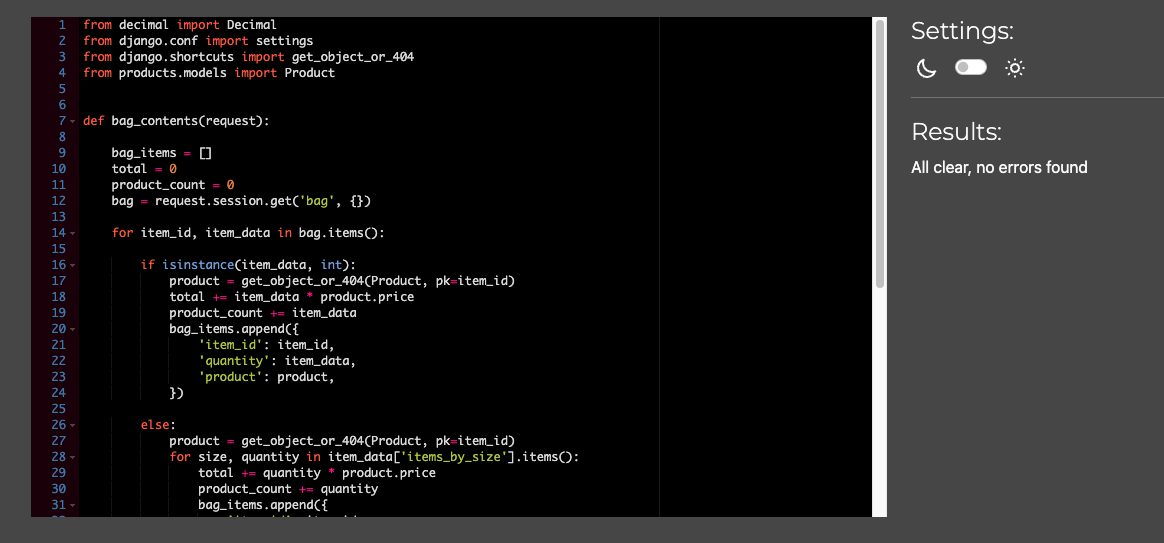 1 from decimal import Decimal
2 from django.conf import settings
3 from django.shortcuts import get_object_or_404
4 from products.models import Product
5
6
7 def bag_contents(request):
8
9     bag_items = []
10     total = 0
11     product_count = 0
12     bag = request.session.get('bag', {})
13
14     for item_id, item_data in bag.items():
15
16         if isinstance(item_data, int):
17             product = get_object_or_404(Product, pk=item_id)
18             total += item_data * product.price
19             product_count += item_data
20             bag_items.append({
21                 'item_id': item_id,
22                 'quantity': item_data,
23                 'product': product,
24             })
25
26         else:
27             product = get_object_or_404(Product, pk=item_id)
28             for size, quantity in item_data['items_by_size'].items():
29                 total += quantity * product.price
30                 product_count += quantity
31                 bag_items.append({
Settings:
Results:
All clear, no errors found